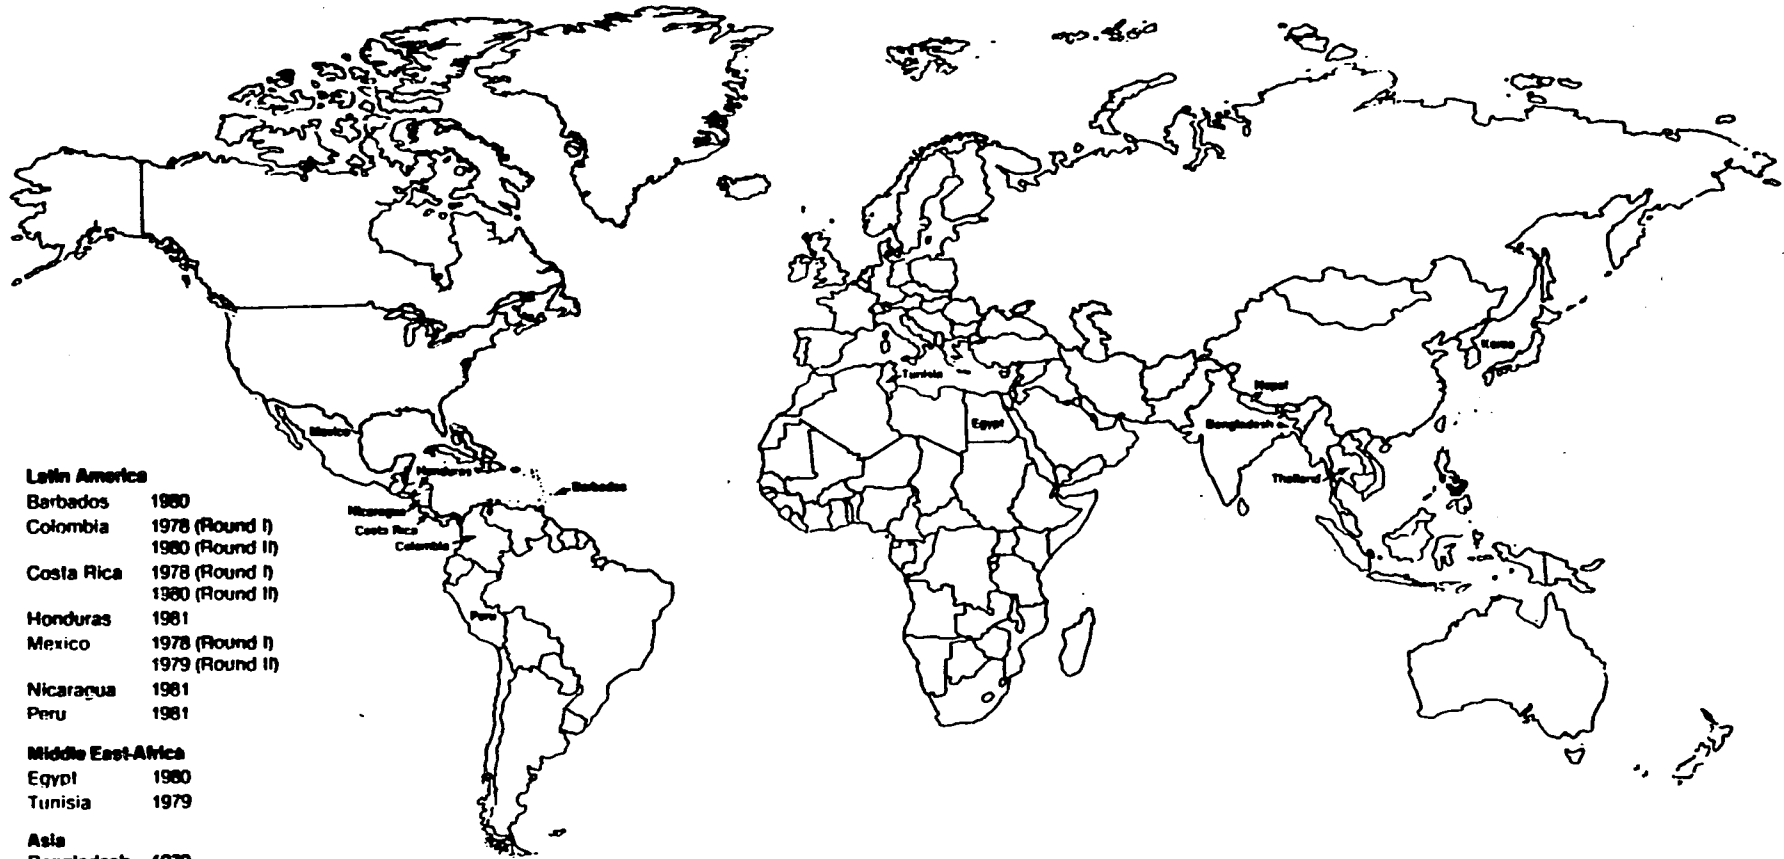 Latin America
Barbados 1980
Colombia 1978 (Round I)
1980 (Round II)
Costa Rica 1978 (Round I)
1980 (Round II)
Honduras 1981
Mexico 1978 (Round I)
1979 (Round II)
Nicaragua 1981
Peru 1981
Middle East-Africa
Egypt 1980
Tunisia 1979
Asia
Bangladesh 1979
Mexico
Honduras
Barbados
Nicaragua
Costa Rica
Colombia
Peru
Tunisia
Egypt
Nepal
Bangladesh
Thailand
Korea